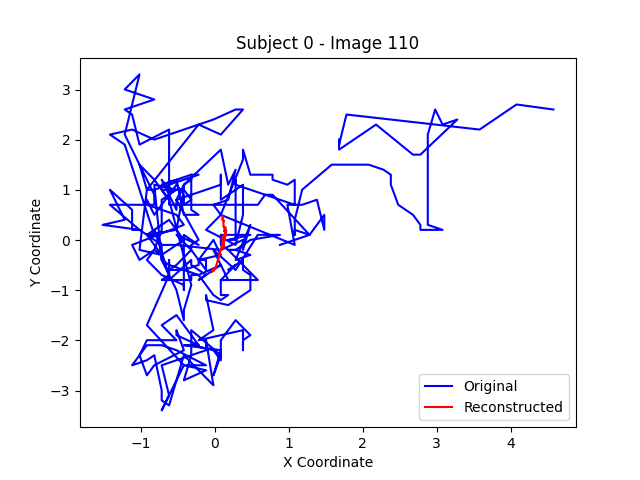 Subject 0 - Image 110
Y Coordinate
3
2
1
0
−1
−2
−3
−1 0 1 2 3 4
X Coordinate
Original
Reconstructed